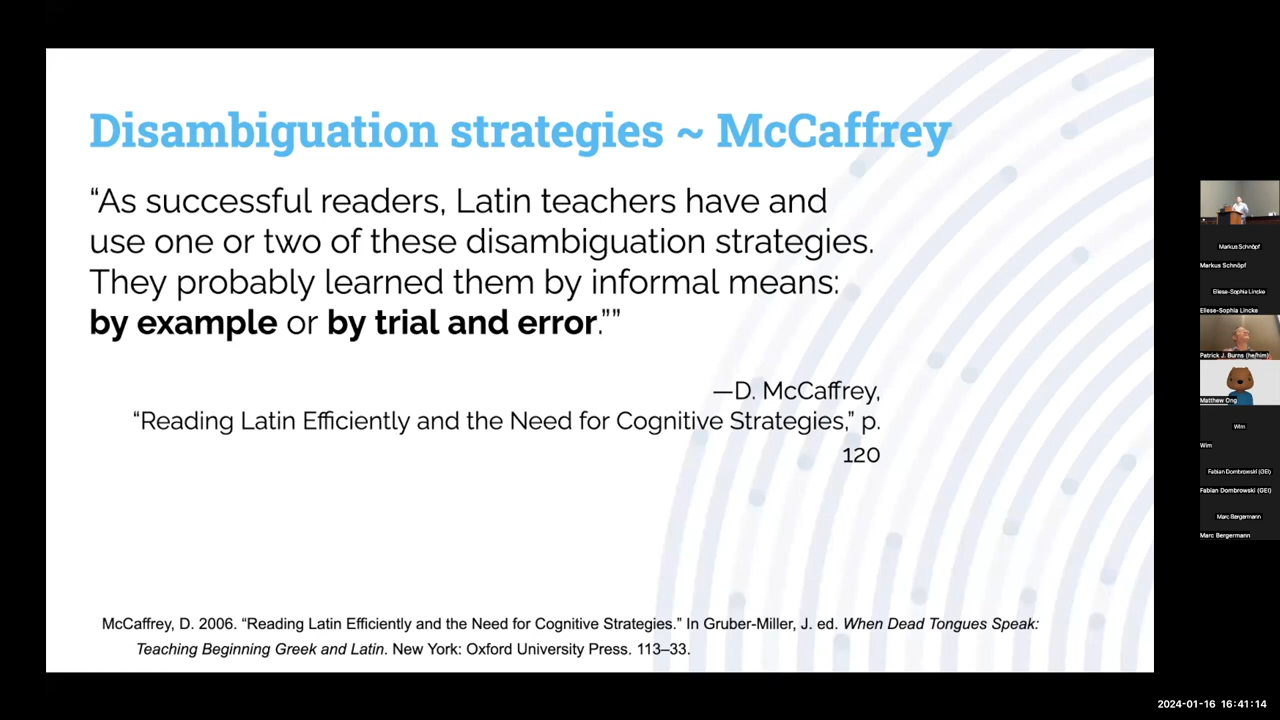 Disambiguation strategies ~ McCaffrey
“As successful readers, Latin teachers have and
use one or two of these disambiguation strategies.
They probably learned them by informal means:
by example or by trial and error.””
—D. McCaffrey,
“Reading Latin Efficiently and the Need for Cognitive Strategies,” p.
120
McCaffrey, D. 2006. “Reading Latin Efficiently and the Need for Cognitive Strategies.” In Gruber-Miller, J. ed. When Dead Tongues Speak:
Teaching Beginning Greek and Latin. New York: Oxford University Press. 113–33.
Markus Schnöpf
Markus Schnöpf
Eliese-Sophia Lincke
Eliese-Sophia Lincke
Patrick J. Burns (he/him)
Matthew Ong
Wim
Wim
Fabian Dombrowski (GEI)
Fabian Dombrowski (GEI)
Marc Bergermann
Marc Bergermann
2024-01-16 16:41:14